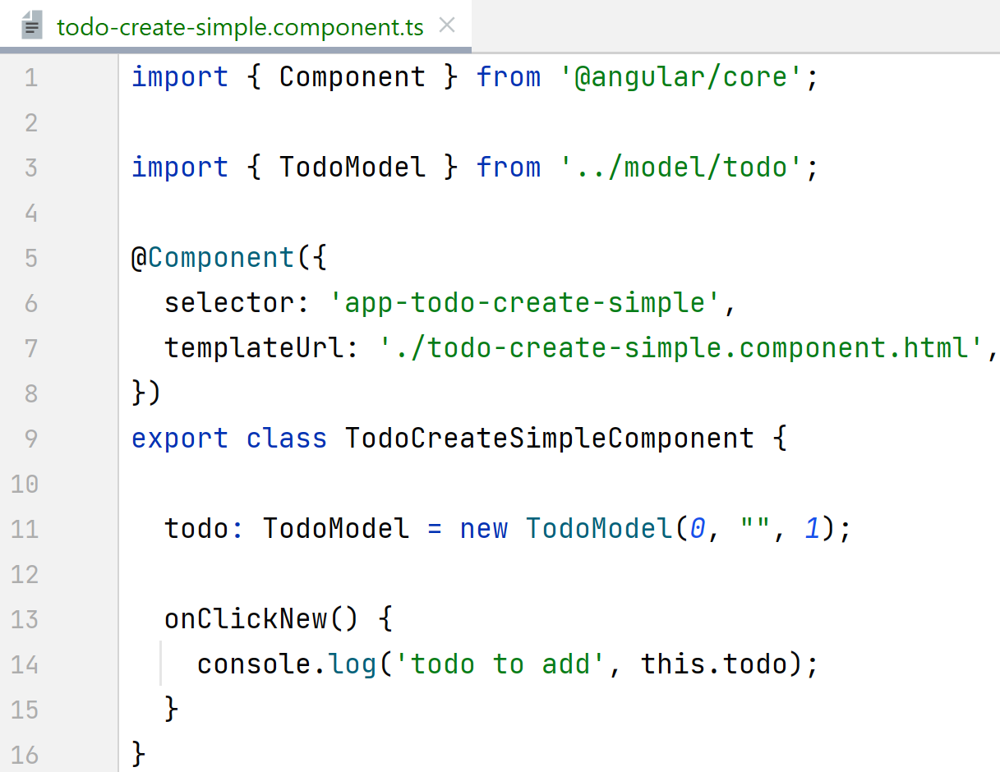 todo-create-simple.component.ts
1 import { Component } from '@angular/core';
2
3 import { TodoModel } from '../model/todo';
4
5 @Component({
6   selector: 'app-todo-create-simple',
7   templateUrl: './todo-create-simple.component.html',
8 })
9 export class TodoCreateSimpleComponent {
10
11   todo: TodoModel = new TodoModel(0, "", 1);
12
13   onClickNew() {
14     console.log('todo to add', this.todo);
15   }
16 }